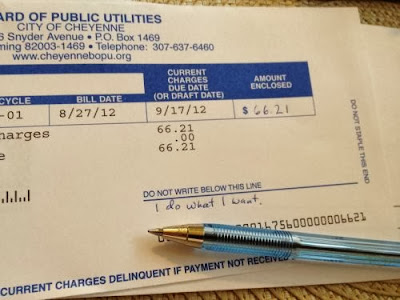 ARD OF PUBLIC UTILITIES
CITY OF CHEYENNE
6 Snyder Avenue • P.O. Box 1469
ming 82003-1469 • Telephone: 307-637-6460
www.cheyennebopu.org
CYCLE
BILL DATE
CURRENT
CHARGES
DUE DATE
(OR DRAFT DATE)
AMOUNT
ENCLOSED
-01
8/27/12
9/17/12
$ 66.21
harges
66.21
.00
e
66.21
DO NOT STAPLE THIS END
DO NOT WRITE BELOW THIS LINE
I do what I want.
CURRENT CHARGES DELINQUENT IF PAYMENT NOT RECEIVED